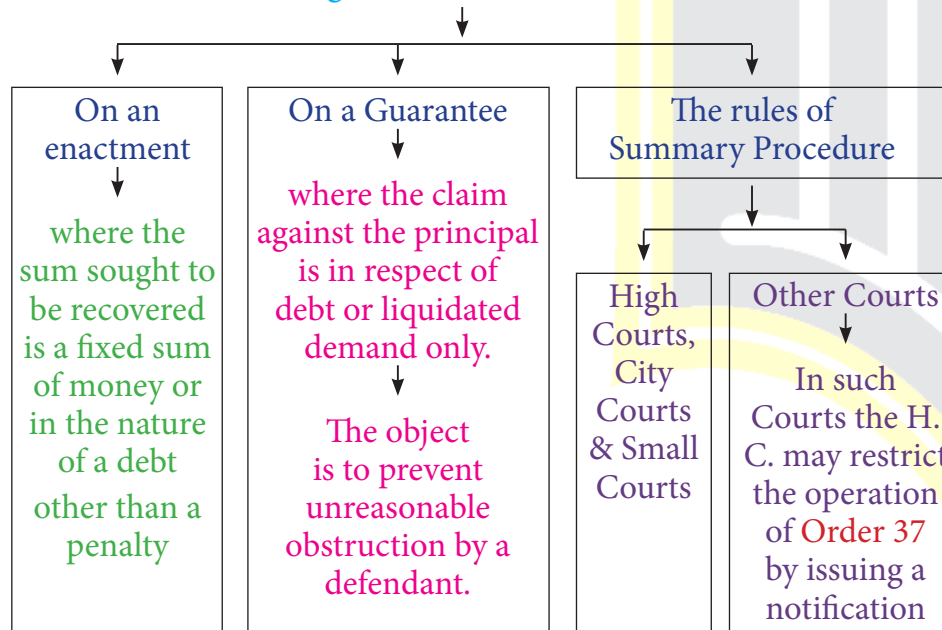 On an
enactment
where the
sum sought to
be recovered
is a fixed sum
of money or
in the nature
of a debt
other than a
penalty
On a Guarantee
where the claim
against the principal
is in respect of
debt or liquidated
demand only.
The object
is to prevent
unreasonable
obstruction by a
defendant.
The rules of
Summary Procedure
High
Courts,
City
Courts
& Small
Courts
Other Courts
In such
Courts the H.
C. may restrict
the operation
of Order 37
by issuing a
notification